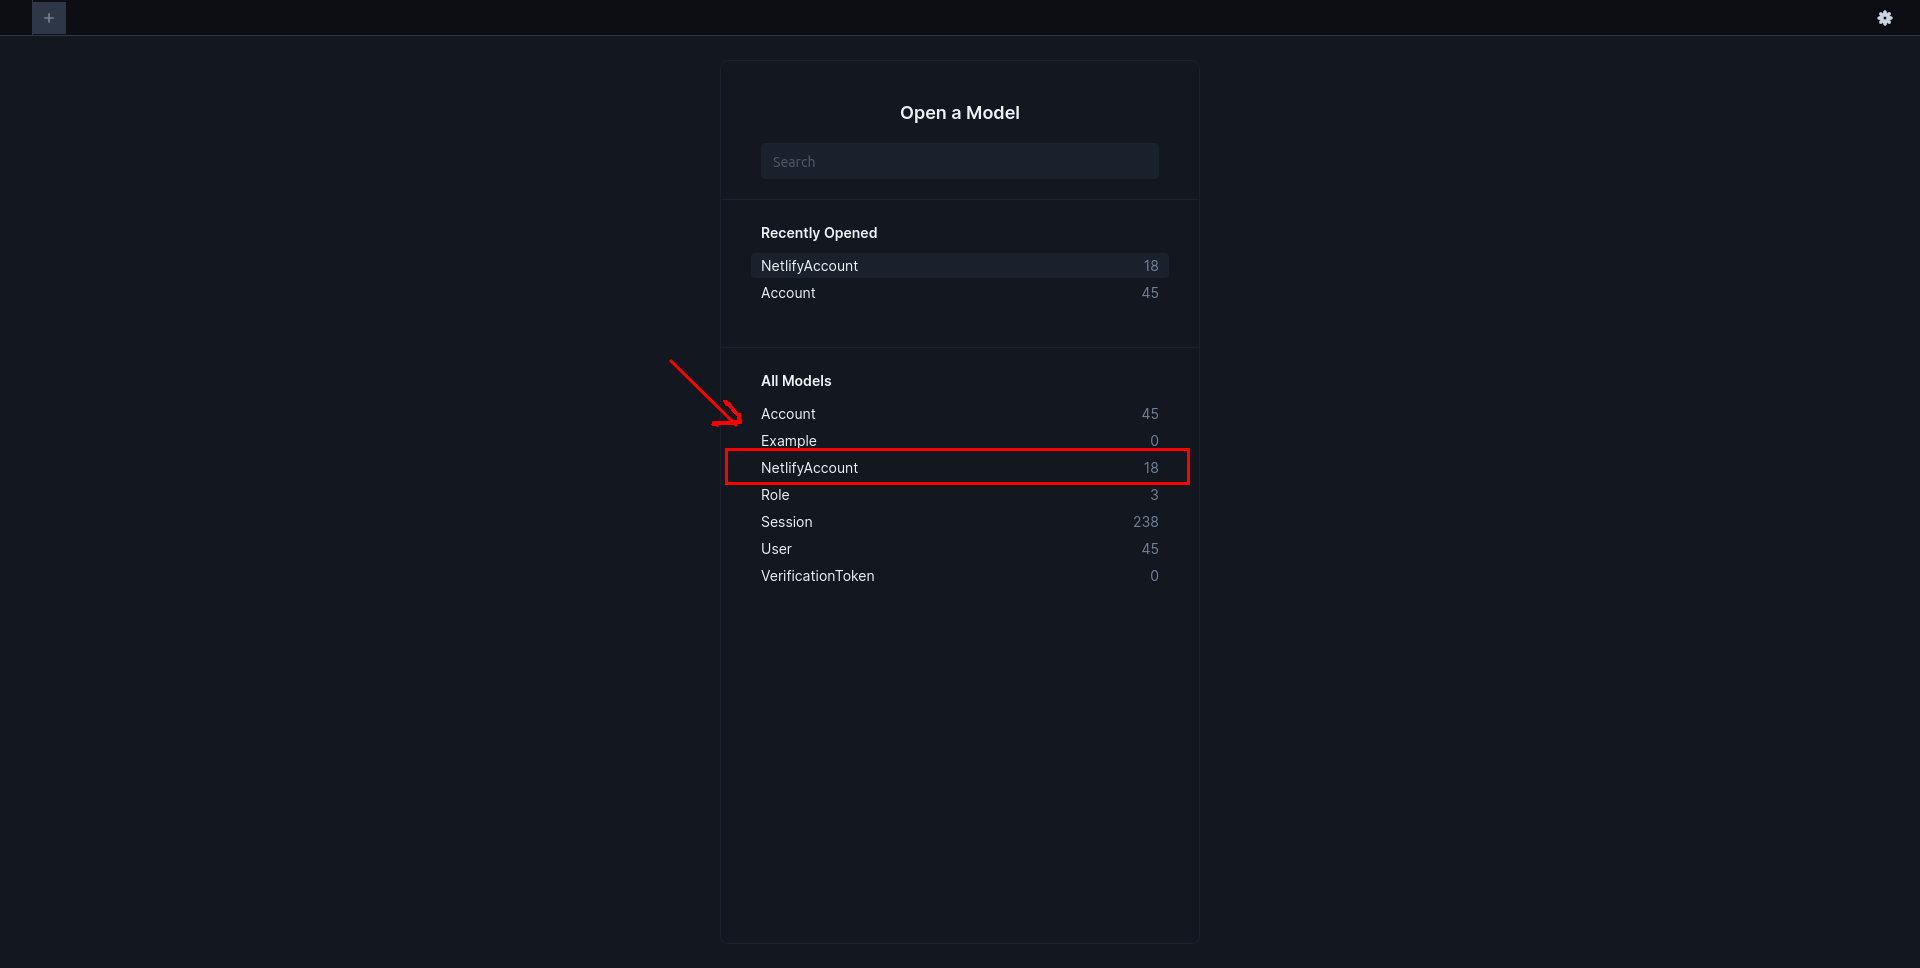 +
Open a Model
Search
Recently Opened
NetlifyAccount 18
Account 45
All Models
Account 45
Example 0
NetlifyAccount 18
Role 3
Session 238
User 45
VerificationToken 0